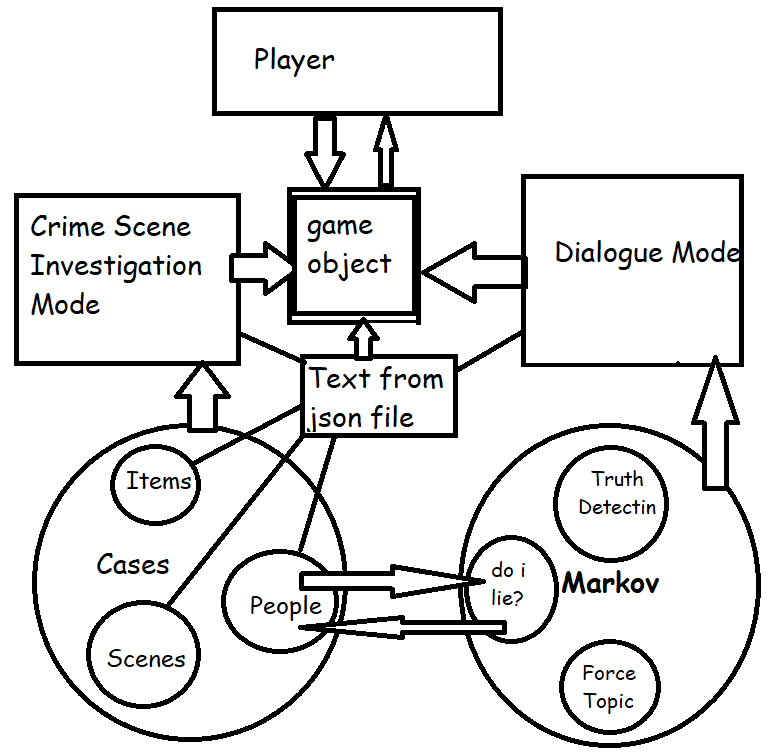 Player
Crime Scene
Investigation
Mode
game
object
Dialogue Mode
Text from
json file
Items
Cases
People
Scenes
Truth
Detectin
do i
lie?
Markov
Force
Topic